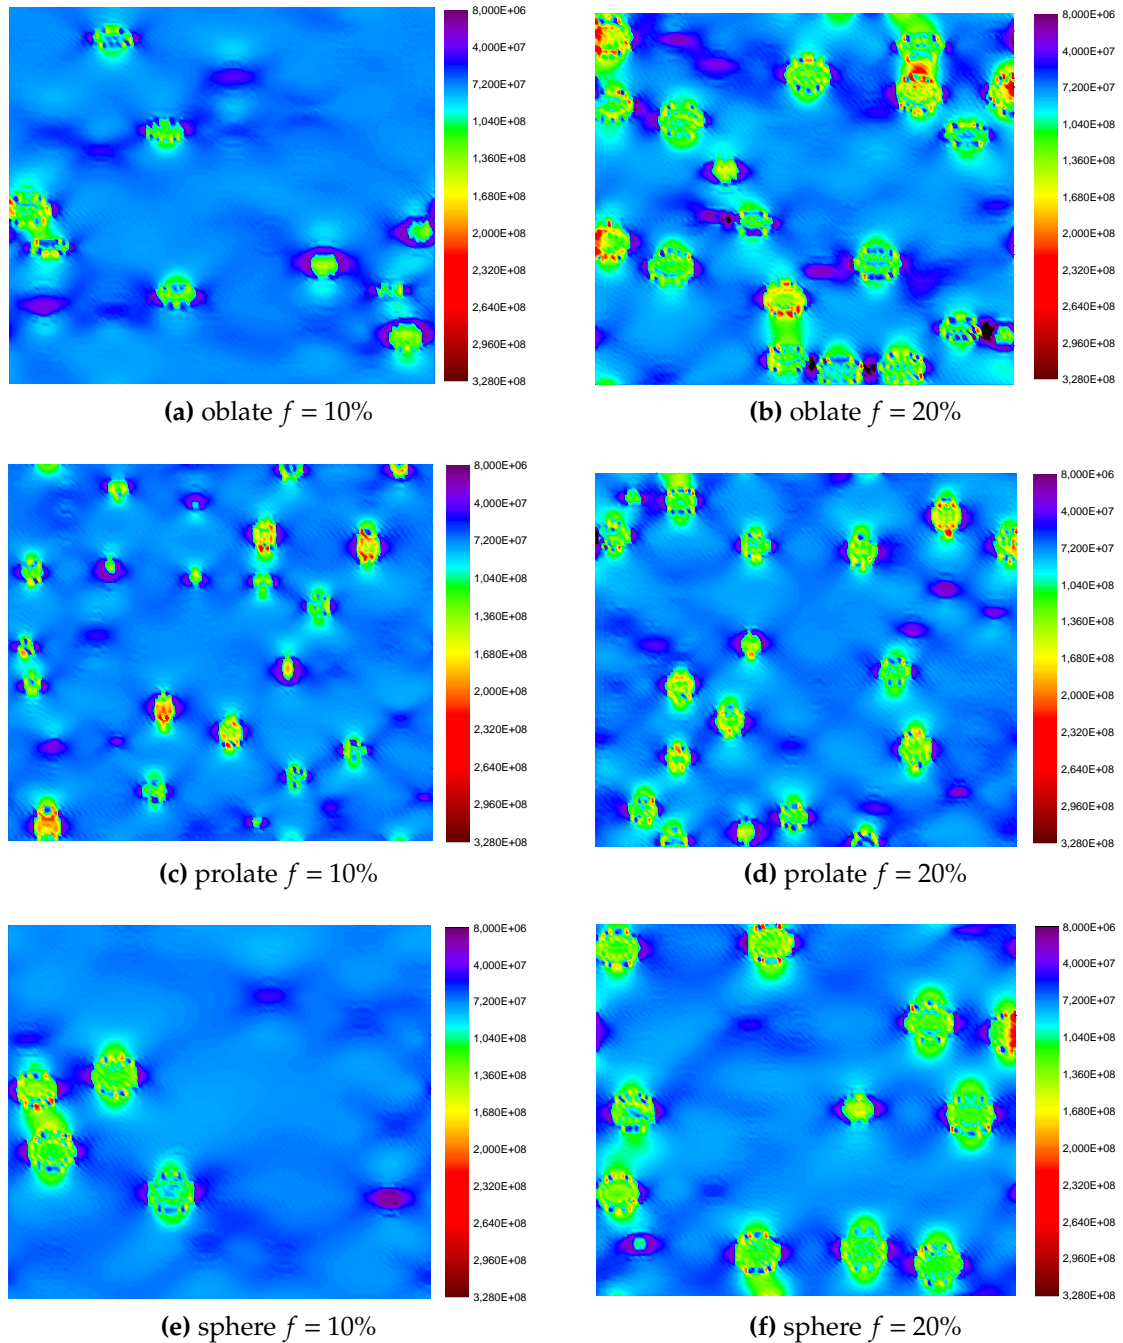 8,000E+06
4,000E+07
7,200E+07
1,040E+08
1,360E+08
1,680E+08
2,000E+08
2,320E+08
2,640E+08
2,960E+08
3,280E+08
(a) oblate f = 10%
8,000E+06
4,000E+07
7,200E+07
1,040E+08
1,360E+08
1,680E+08
2,000E+08
2,320E+08
2,640E+08
2,960E+08
3,280E+08
(b) oblate f = 20%
8,000E+06
4,000E+07
7,200E+07
1,040E+08
1,360E+08
1,680E+08
2,000E+08
2,320E+08
2,640E+08
2,960E+08
3,280E+08
(c) prolate f = 10%
8,000E+06
4,000E+07
7,200E+07
1,040E+08
1,360E+08
1,680E+08
2,000E+08
2,320E+08
2,640E+08
2,960E+08
3,280E+08
(d) prolate f = 20%
8,000E+06
4,000E+07
7,200E+07
1,040E+08
1,360E+08
1,680E+08
2,000E+08
2,320E+08
2,640E+08
2,960E+08
3,280E+08
(e) sphere f = 10%
8,000E+06
4,000E+07
7,200E+07
1,040E+08
1,360E+08
1,680E+08
2,000E+08
2,320E+08
2,640E+08
2,960E+08
3,280E+08
(f) sphere f = 20%